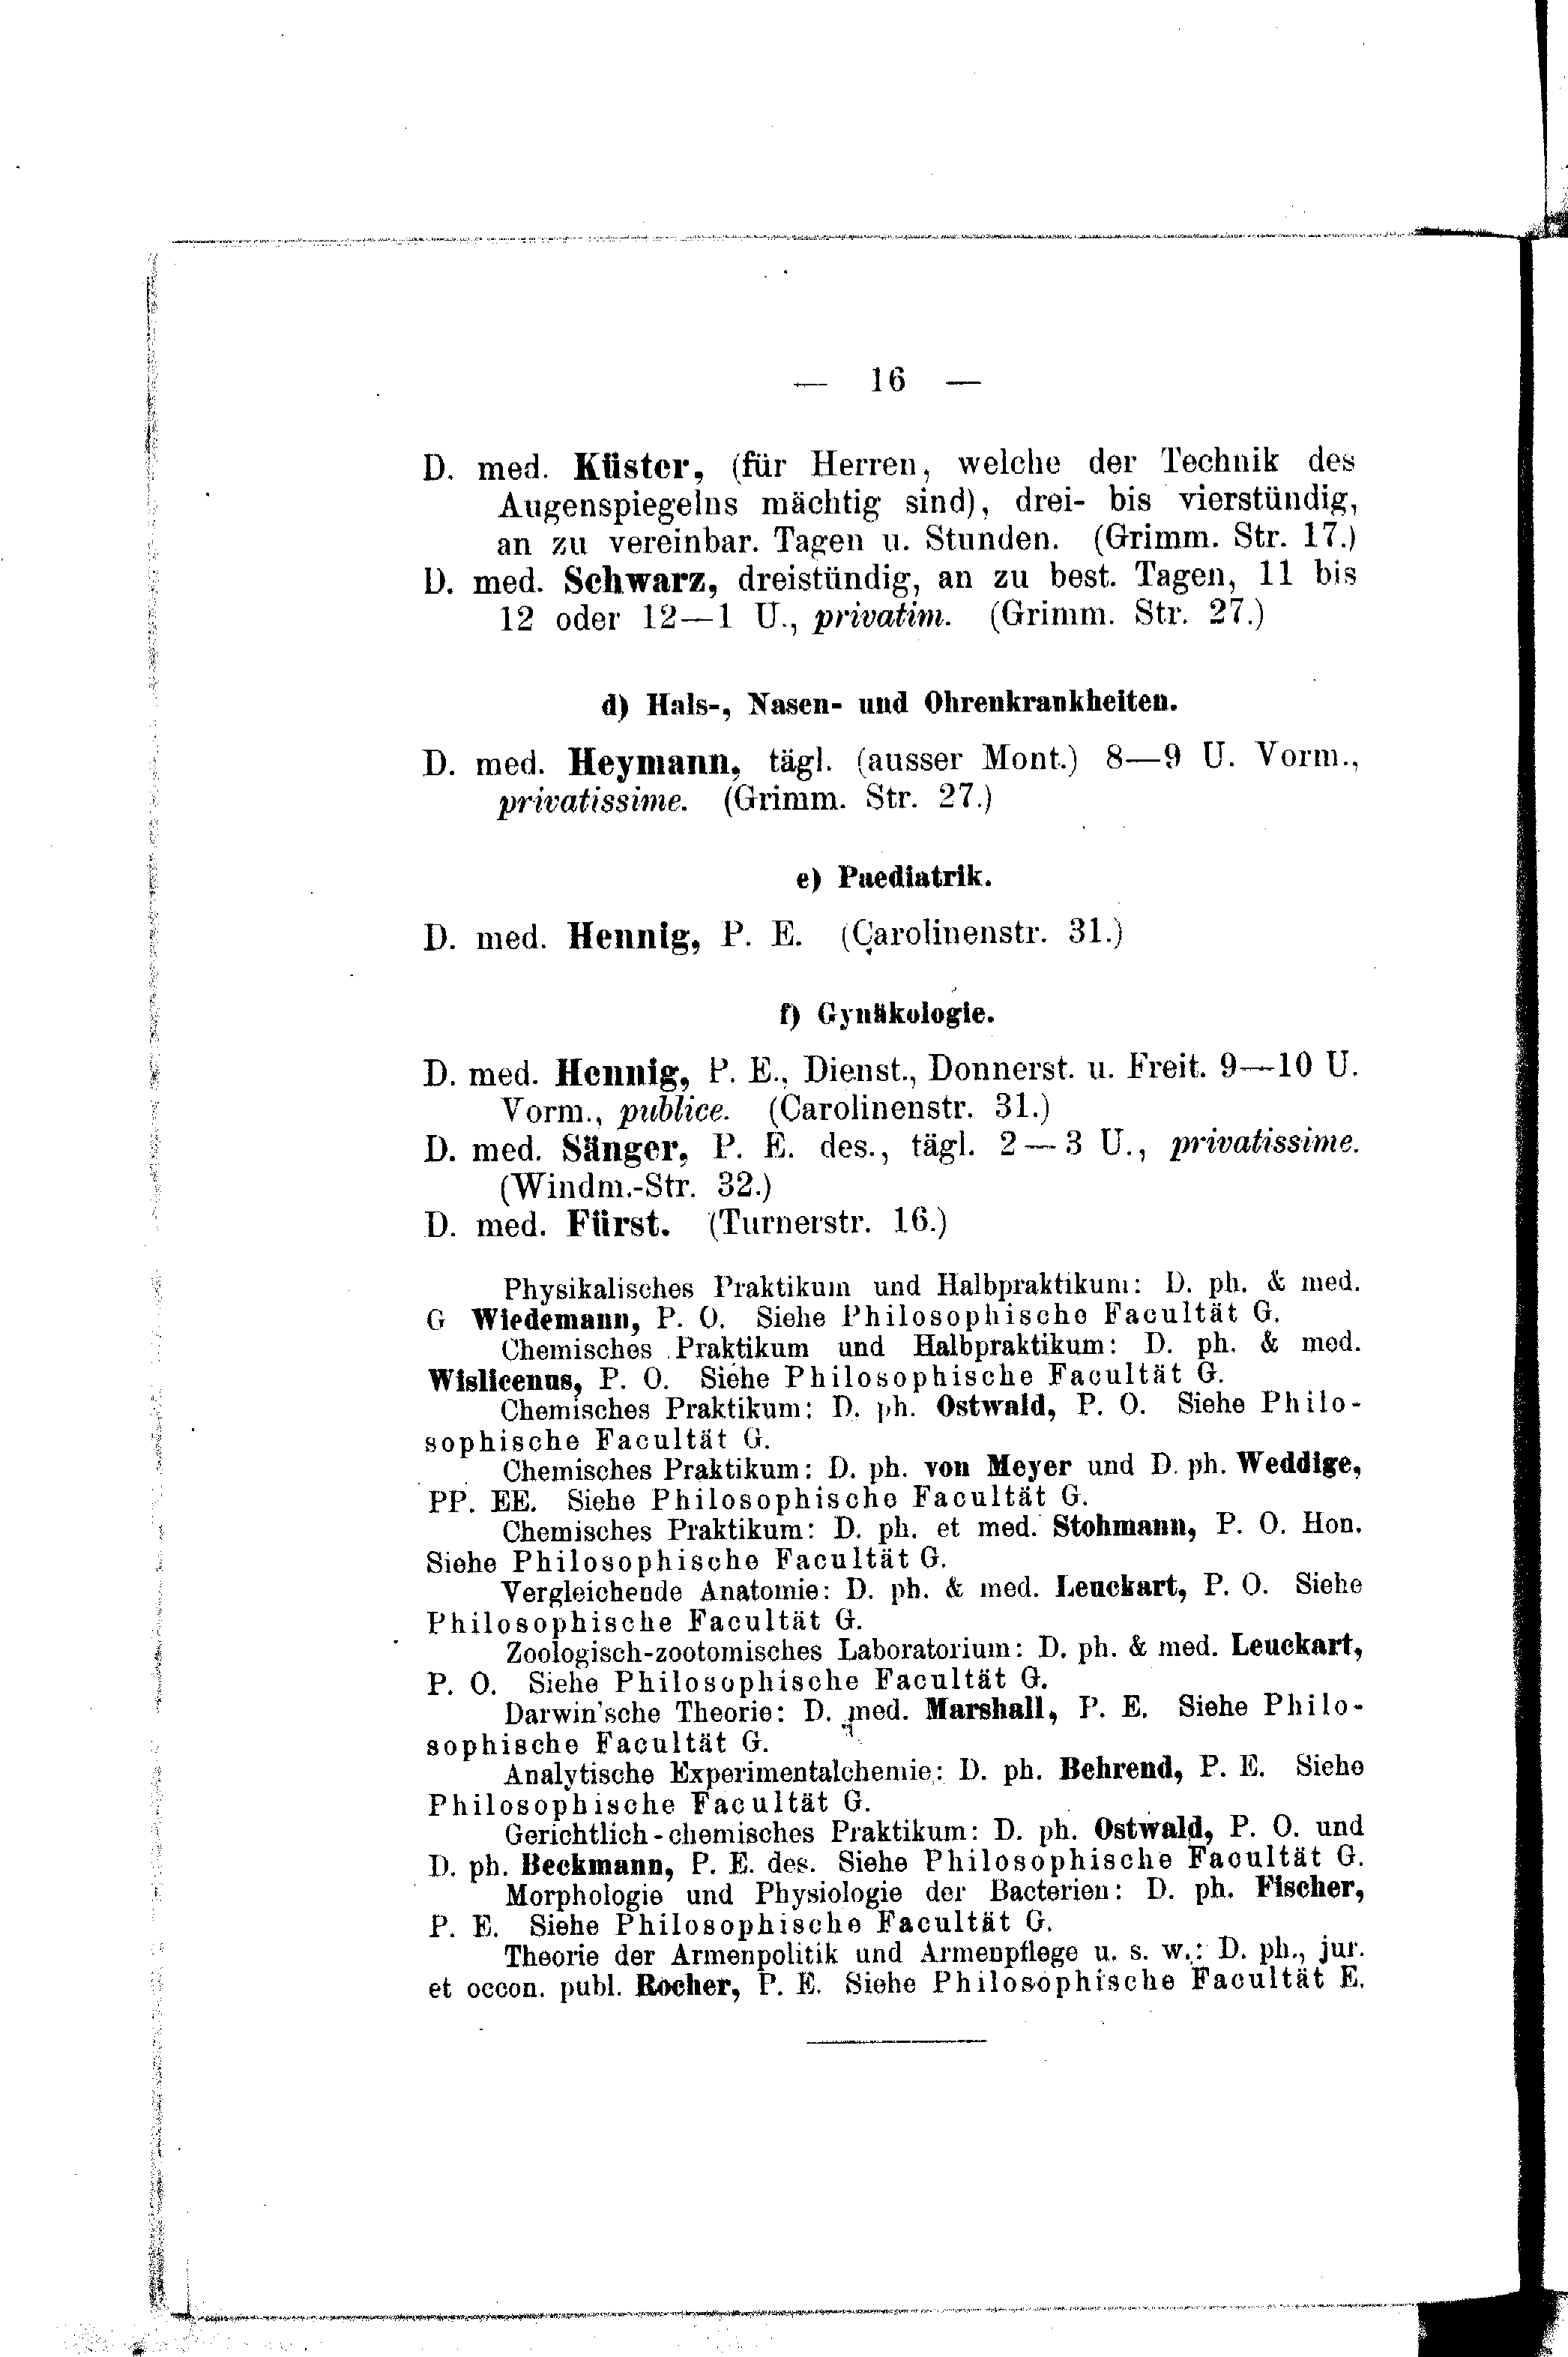 — 16 —
D. med. Küster, (für Herren, welche der Technik des
Augenspiegelns mächtig sind), drei- bis vierstündig,
an zu vereinbar. Tagen u. Stunden. (Grimm. Str. 17.)
D. med. Schwarz, dreistündig, an zu best. Tagen, 11 bis
12 oder 12—1 U., privatim. (Grimm. Str. 27.)
d) Hals-, Nasen- und Ohrenkrankheiten.
D. med. Heymann, tägl. (ausser Mont.) 8—9 U. Vorm.,
privatissime. (Grimm. Str. 27.)
e) Paediatrik.
D. med. Hennig, P. E. (Carolinenstr. 31.)
f) Gynäkologie.
D. med. Hennig, P. E., Dienst., Donnerst. u. Freit. 9—10 U.
Vorm., publice. (Carolinenstr. 31.)
D. med. Sänger, P. E. des., tägl. 2—3 U., privatissime.
(Windm.-Str. 32.)
D. med. Fürst. (Turnerstr. 16.)
Physikalisches Praktikum und Halbpraktikum: D. ph. & med.
G Wiedemann, P. O. Siehe Philosophische Facultät G.
Chemisches Praktikum und Halbpraktikum: D. ph. & med.
Wislicenus, P. O. Siehe Philosophische Facultät G.
Chemisches Praktikum: D. ph. Ostwald, P. O. Siehe Philo-
sophische Facultät G.
Chemisches Praktikum: D. ph. von Meyer und D. ph. Weddige,
PP. EE. Siehe Philosophische Facultät G.
Chemisches Praktikum: D. ph. et med. Stohmann, P. O. Hon.
Siehe Philosophische Facultät G.
Vergleichende Anatomie: D. ph. & med. Leuckart, P. O. Siehe
Philosophische Facultät G.
Zoologisch-zootomisches Laboratorium: D. ph. & med. Leuckart,
P. O. Siehe Philosophische Facultät G.
Darwin'sche Theorie: D. med. Marshall, P. E. Siehe Philo-
sophische Facultät G.
Analytische Experimentalchemie: D. ph. Behrend, P. E. Siehe
Philosophische Facultät G.
Gerichtlich-chemisches Praktikum: D. ph. Ostwald, P. O. und
D. ph. Beckmann, P. E. des. Siehe Philosophische Facultät G.
Morphologie und Physiologie der Bacterien: D. ph. Fischer,
P. E. Siehe Philosophische Facultät G.
Theorie der Armenpolitik und Armenpflege u. s. w.: D. ph., jur.
et oecon. publ. Rocher, P. E. Siehe Philosophische Facultät E.